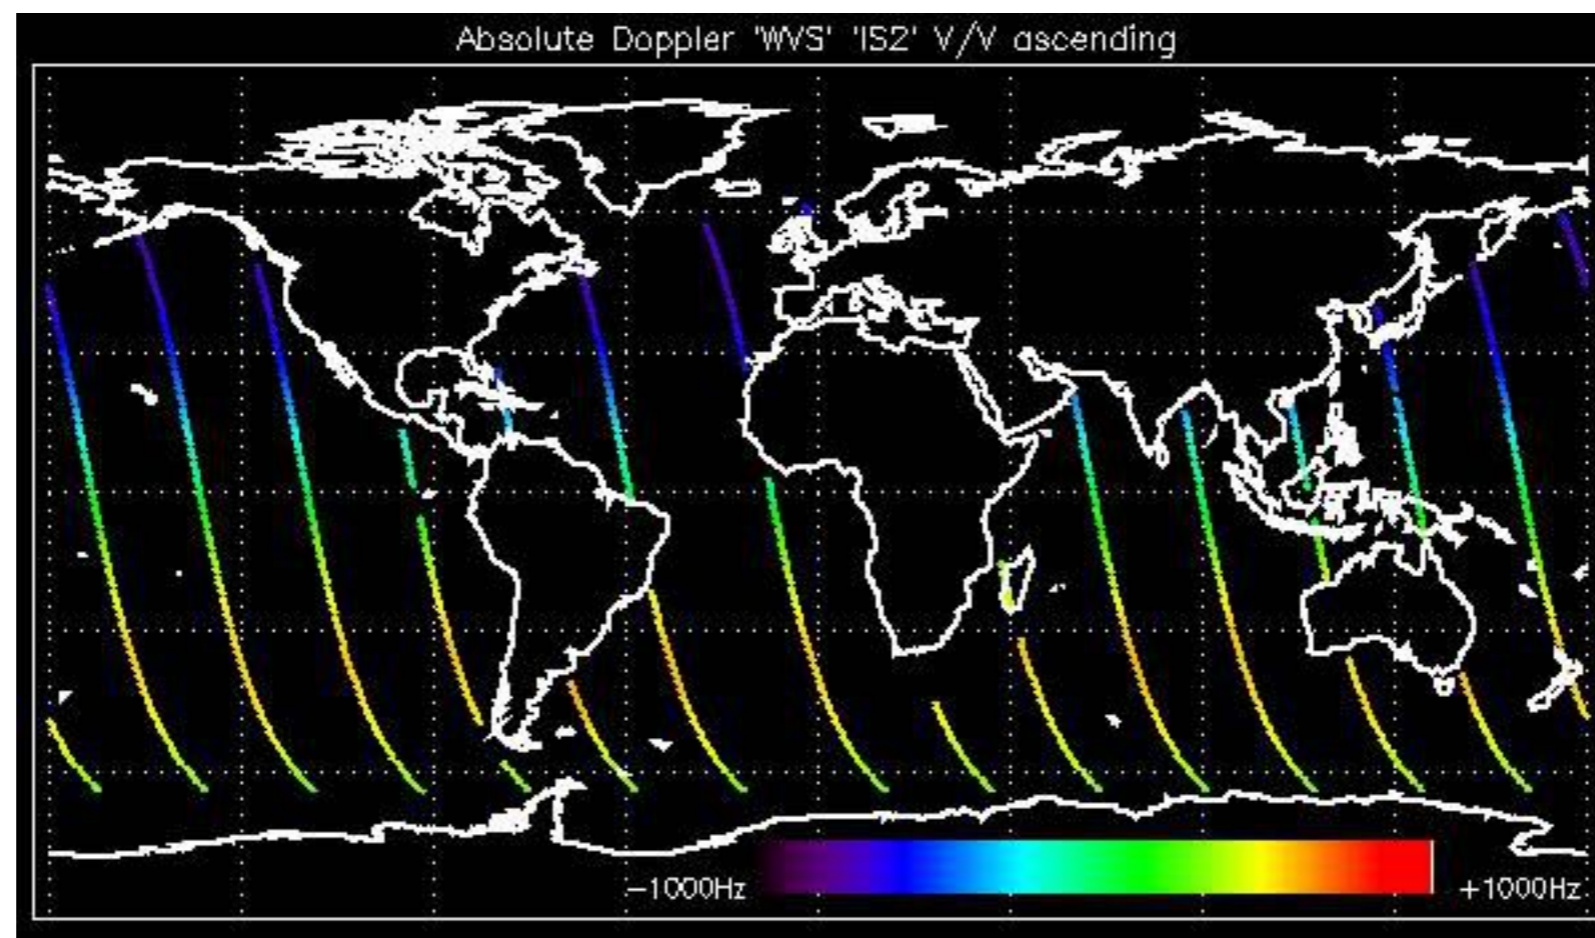 Absolute Doppler 'WVS' 'IS2' V/V ascending
−1000Hz +1000Hz